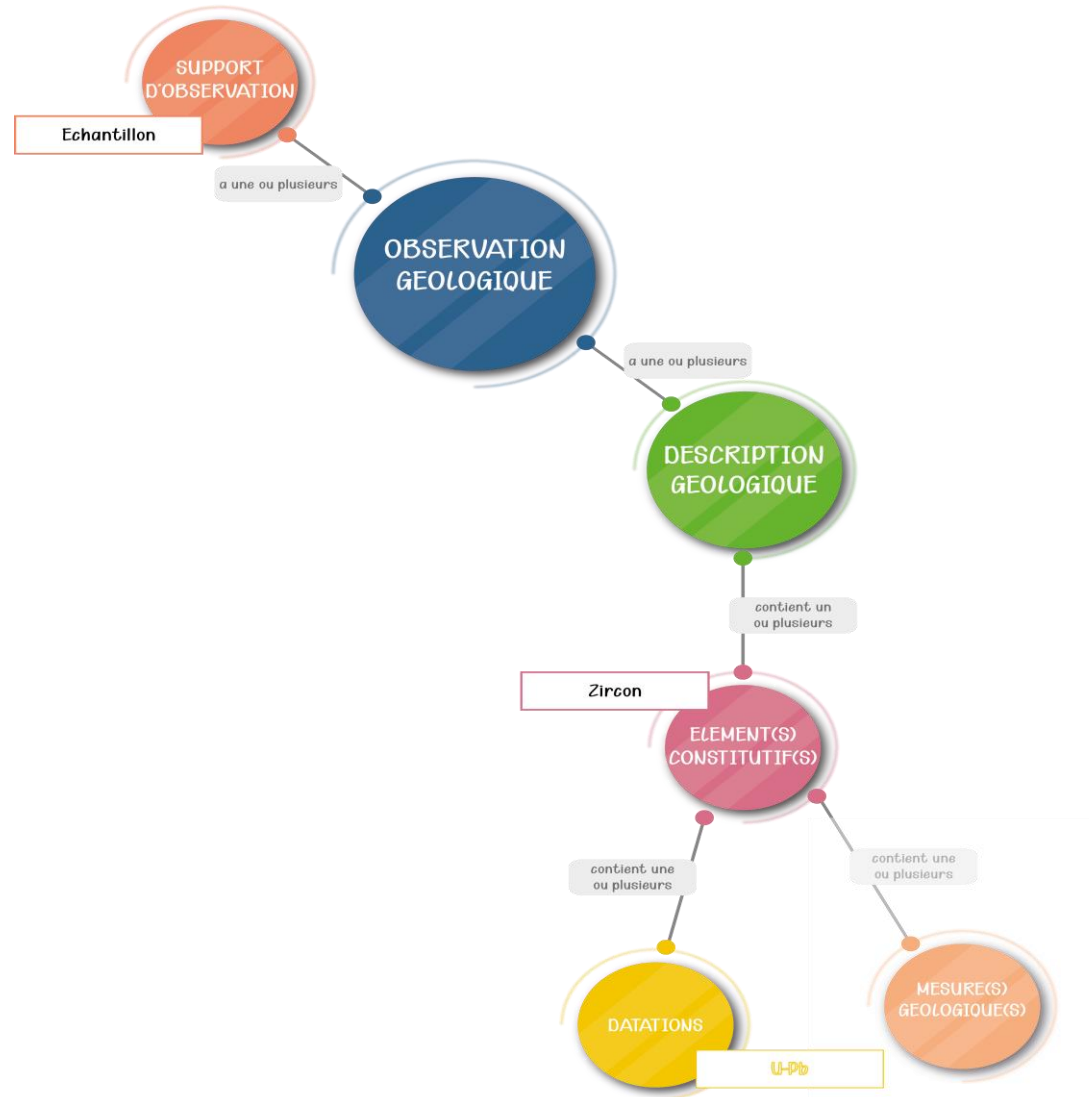 SUPPORT
D'OBSERVATION
Echantillon
a une ou plusieurs
OBSERVATION
GEOLOGIQUE
a une ou plusieurs
DESCRIPTION
GEOLOGIQUE
contient un
ou plusieurs
Zircon
ELEMENT(S)
CONSTITUTIF(S)
contient une
ou plusieurs
contient une
ou plusieurs
DATATIONS
U-Pb
MESURE(S)
GEOLOGIQUE(S)